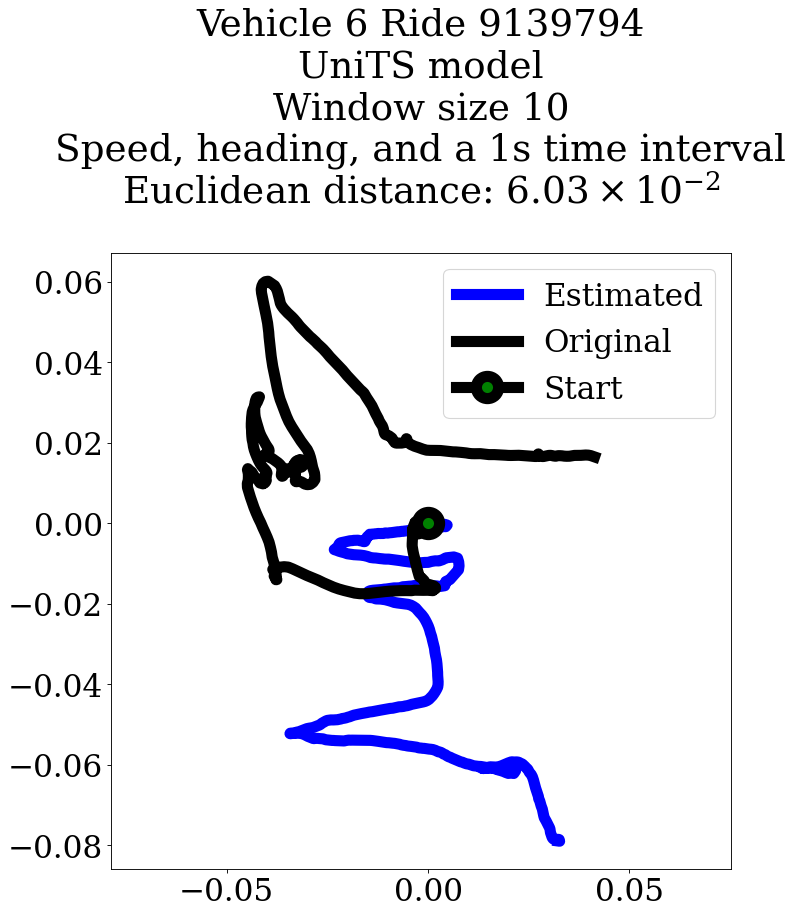 Vehicle 6 Ride 9139794
UniTS model
Window size 10
Speed, heading, and a 1s time interval
Euclidean distance: 6.03 × 10⁻²
Estimated
Original
Start
0.06
0.04
0.02
0.00
−0.02
−0.04
−0.06
−0.08
−0.05
0.00
0.05